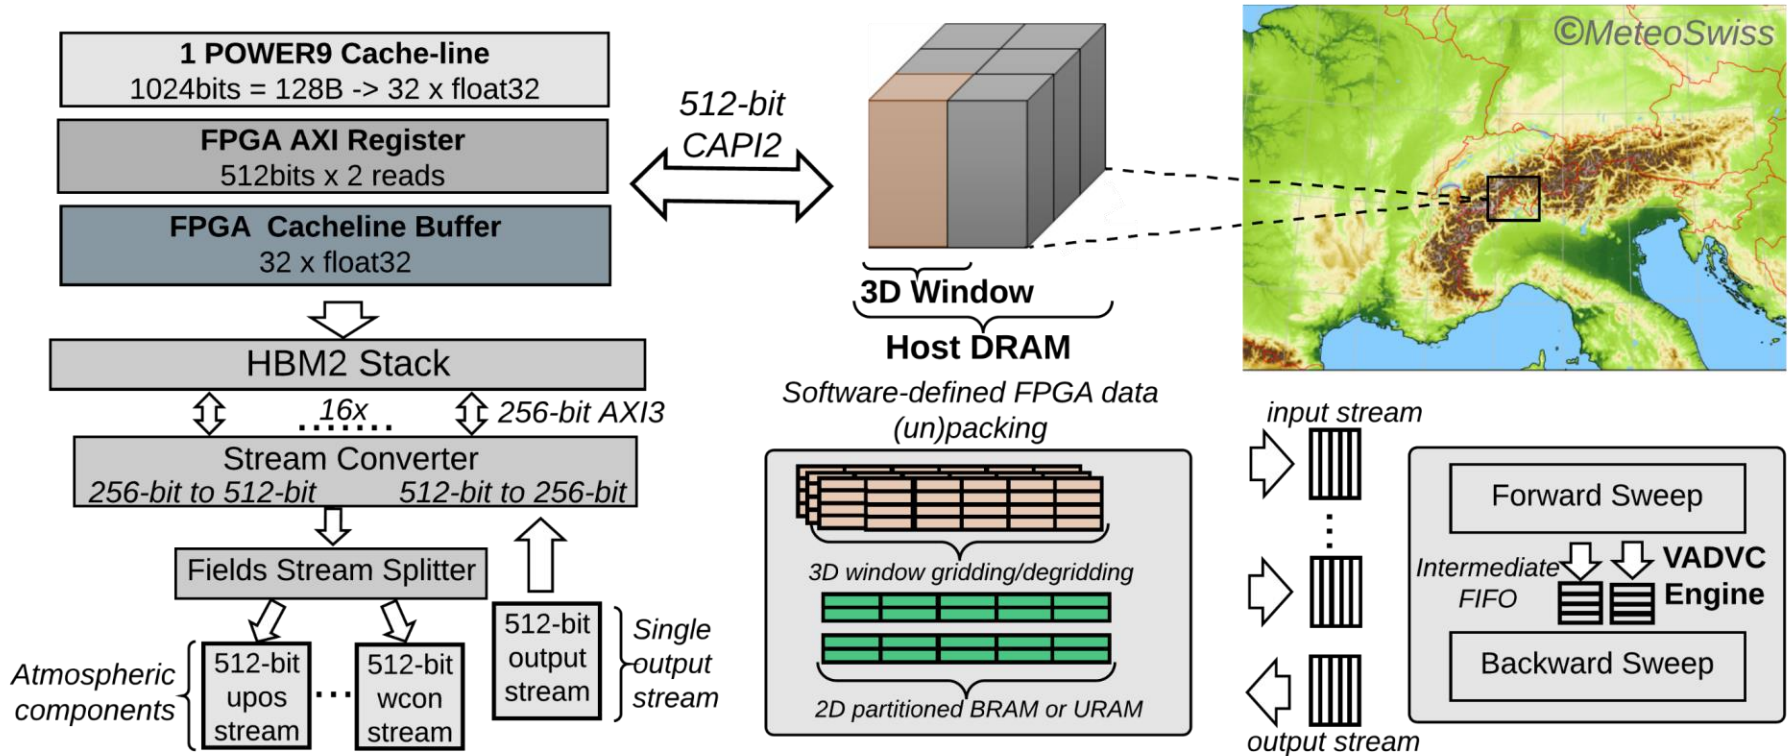 1 POWER9 Cache-line
1024bits = 128B -> 32 x float32
FPGA AXI Register
512bits x 2 reads
FPGA Cacheline Buffer
32 x float32
HBM2 Stack
16x
256-bit AXI3
Stream Converter
256-bit to 512-bit
512-bit to 256-bit
Fields Stream Splitter
Atmospheric
components
512-bit
upos
stream
512-bit
wcon
stream
512-bit
output
stream
Single
output
stream
512-bit
CAPI2
3D Window
Host DRAM
Software-defined FPGA data
(un)packing
3D window gridding/degridding
2D partitioned BRAM or URAM
©MeteoSwiss
input stream
output stream
Forward Sweep
Intermediate
FIFO
VADVC
Engine
Backward Sweep